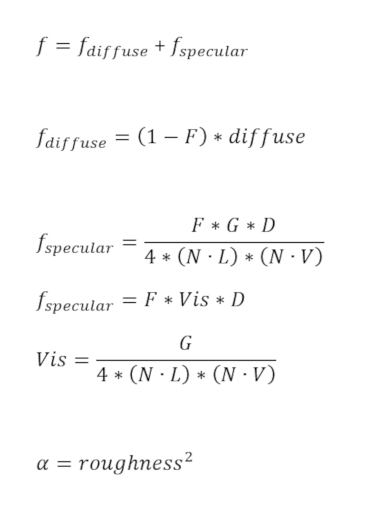 f = f_diffuse + f_specular
f_diffuse = (1 − F) ∗ diffuse
f_specular = F ∗ G ∗ D / 4 ∗ (N · L) ∗ (N · V)
f_specular = F ∗ Vis ∗ D
Vis = G / 4 ∗ (N · L) ∗ (N · V)
α = roughness²